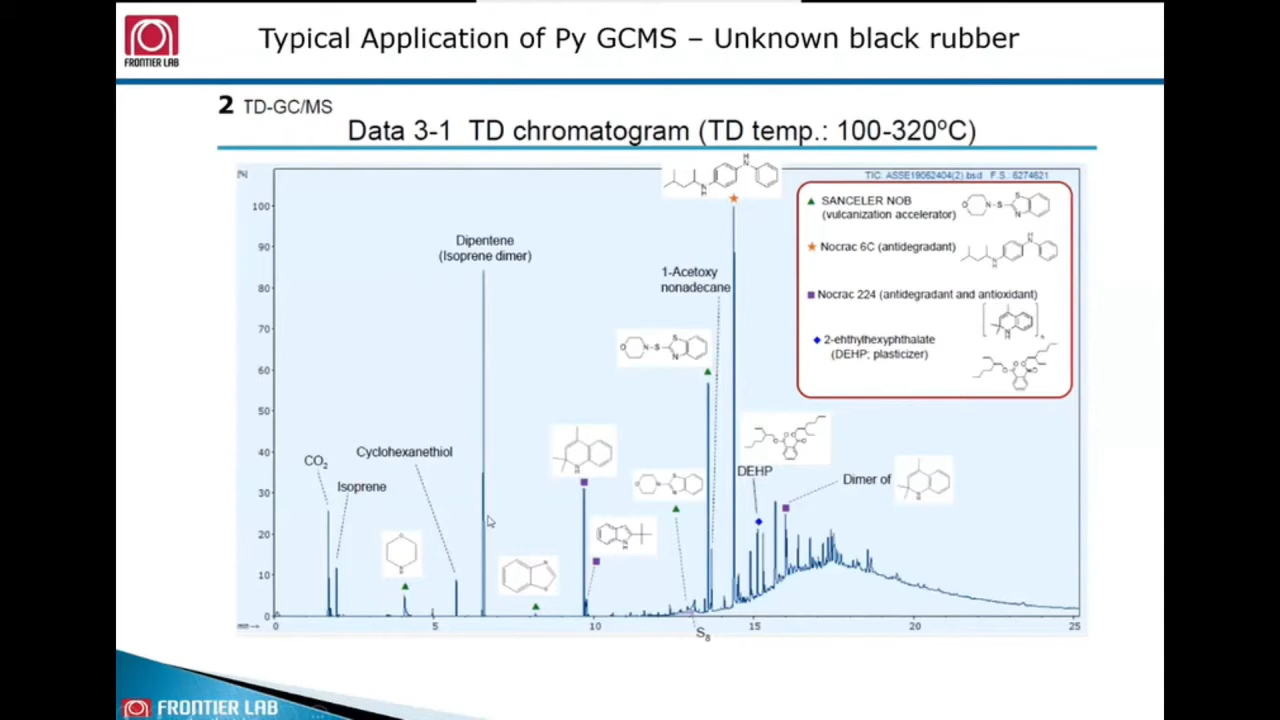 FRONTIER LAB
Typical Application of Py GCMS – Unknown black rubber
2 TD-GC/MS
Data 3-1 TD chromatogram (TD temp.: 100-320ºC)
[%]
TIC: ASSE19062404(2).bsd F.S.: 6274621
100
90
80
70
60
50
40
30
20
10
0
0
5
10
15
20
25
CO2
Isoprene
Cyclohexanethiol
Dipentene
(Isoprene dimer)
1-Acetoxy
nonadecane
S8
DEHP
Dimer of
SANCELER NOB
(vulcanization accelerator)
Nocrac 6C (antidegradant)
Nocrac 224 (antidegradant and antioxidant)
2-ehthylhexyphthalate
(DEHP; plasticizer)
FRONTIER LAB